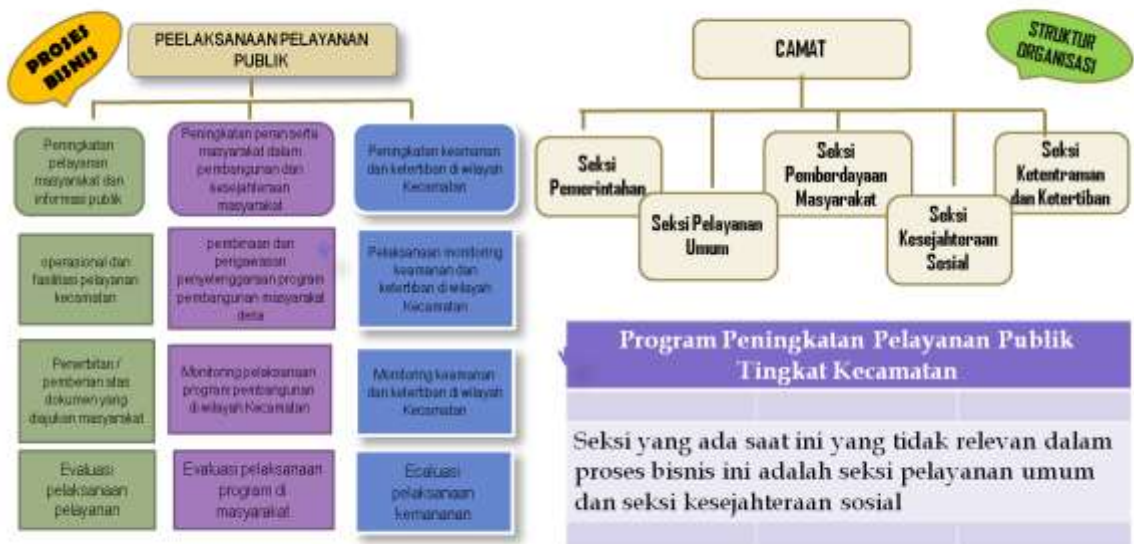 PROSES
BISNIS
PEELAKSANAAN PELAYANAN
PUBLIK
Peningkatan
pelayanan
masyarakat dan
informasi publik
Peningkatan peran serta
masyarakat dalam
pembangunan dan
kesejahteraan
masyarakat
Peningkatan keamanan
dan ketertiban di wilayah
Kecamatan
operasional dan
fasilitasi pelayanan
kecamatan
pembinaan dan
pengawasan
penyelenggaraan program
pembangunan masyarakat
desa
Pelaksanaan monitoring
keamanan dan
ketertiban di wilayah
Kecamatan
Penerbitan /
pemberian atas
dokumen yang
diajukan masyarakat
Monitoring pelaksanaan
program pembangunan
di wilayah Kecamatan
Monitoring keamanan
dan ketertiban di wilayah
Kecamatan
Evaluasi
pelaksanaan
pelayanan
Evaluasi pelaksanaan
program di
masyarakat
Ecaluasi
pelaksanaan
kemananan
STRUKTUR
ORGANISASI
CAMAT
Seksi
Pemerintahan
Seksi Pelayanan
Umum
Seksi
Pemberdayaan
Masyarakat
Seksi
Kesejahteraan
Sosial
Seksi
Ketentraman
dan Ketertiban
Program Peningkatan Pelayanan Publik
Tingkat Kecamatan
Seksi yang ada saat ini yang tidak relevan dalam
proses bisnis ini adalah seksi pelayanan umum
dan seksi kesejahteraan sosial